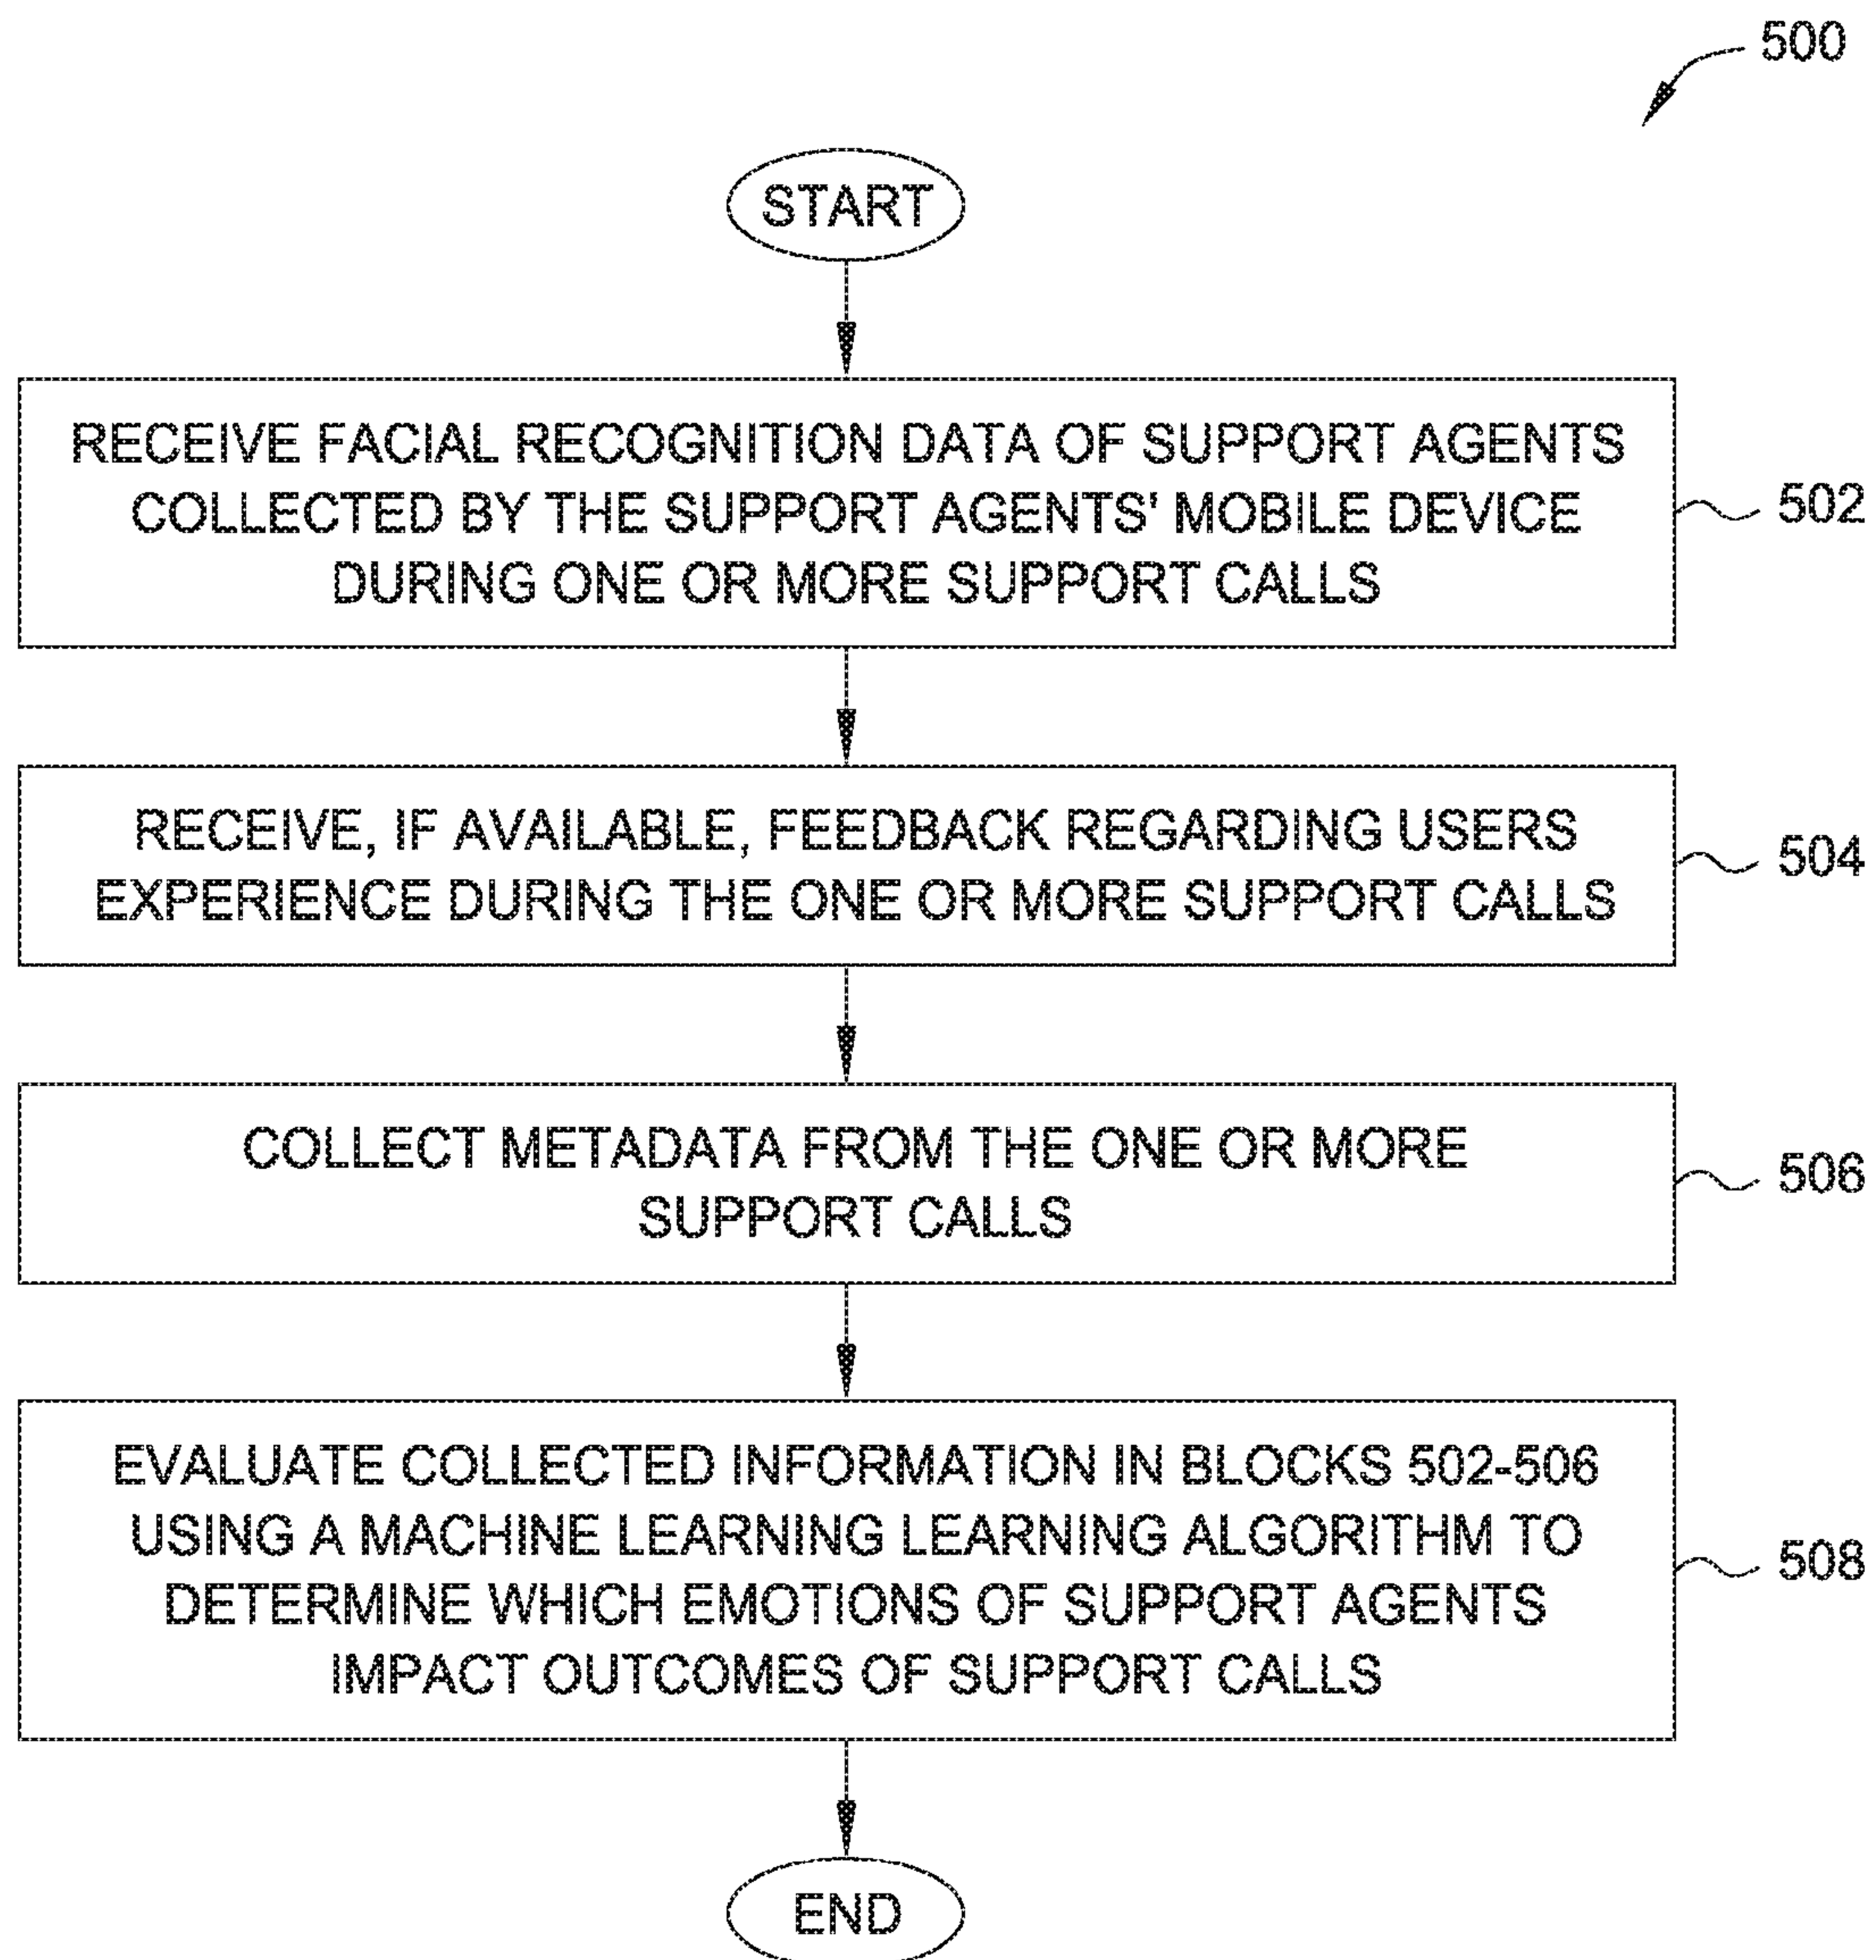 500
START
RECEIVE FACIAL RECOGNITION DATA OF SUPPORT AGENTS
COLLECTED BY THE SUPPORT AGENTS' MOBILE DEVICE
DURING ONE OR MORE SUPPORT CALLS
502
RECEIVE, IF AVAILABLE, FEEDBACK REGARDING USERS
EXPERIENCE DURING THE ONE OR MORE SUPPORT CALLS
504
COLLECT METADATA FROM THE ONE OR MORE
SUPPORT CALLS
506
EVALUATE COLLECTED INFORMATION IN BLOCKS 502-506
USING A MACHINE LEARNING LEARNING ALGORITHM TO
DETERMINE WHICH EMOTIONS OF SUPPORT AGENTS
IMPACT OUTCOMES OF SUPPORT CALLS
508
END